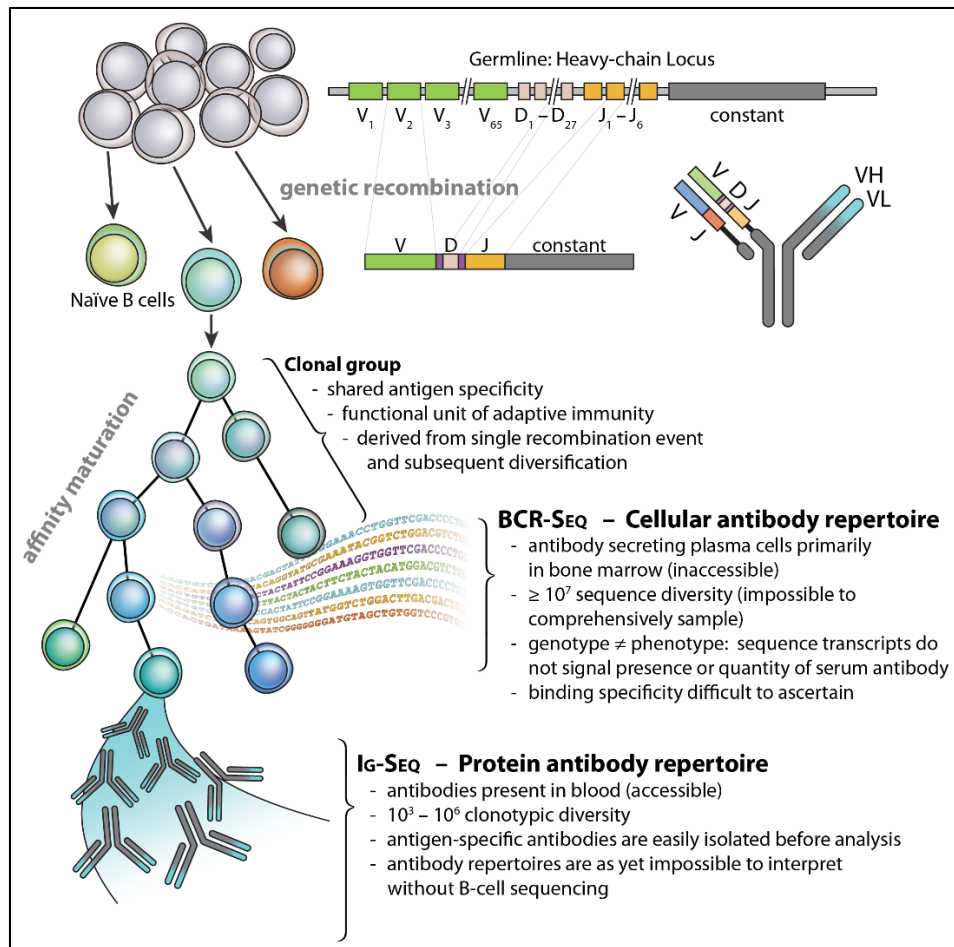 Germline: Heavy-chain Locus
V₁ V₂ V₃ V₆₅ D₁ – D₂₇ J₁ – J₆ constant
genetic recombination
V D J constant
V D J
V J
VH
VL
Naïve B cells
affinity maturation
Clonal group
- shared antigen specificity
- functional unit of adaptive immunity
- derived from single recombination event
and subsequent diversification
BCR-SEQ – Cellular antibody repertoire
- antibody secreting plasma cells primarily
in bone marrow (inaccessible)
- ≥ 10⁷ sequence diversity (impossible to
comprehensively sample)
- genotype ≠ phenotype: sequence transcripts do
not signal presence or quantity of serum antibody
- binding specificity difficult to ascertain
IG-SEQ – Protein antibody repertoire
- antibodies present in blood (accessible)
- 10³ – 10⁶ clonotypic diversity
- antigen-specific antibodies are easily isolated before analysis
- antibody repertoires are as yet impossible to interpret
without B-cell sequencing